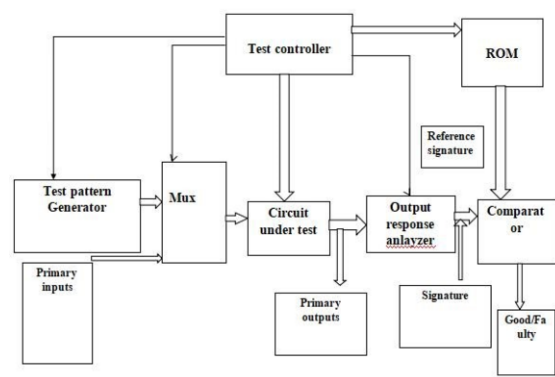 Test controller
ROM
Reference
signature
Test pattern
Generator
Mux
Circuit
under test
Output
response
anlayzer
Comparat
or
Primary
inputs
Primary
outputs
Signature
Good/Fa
ulty